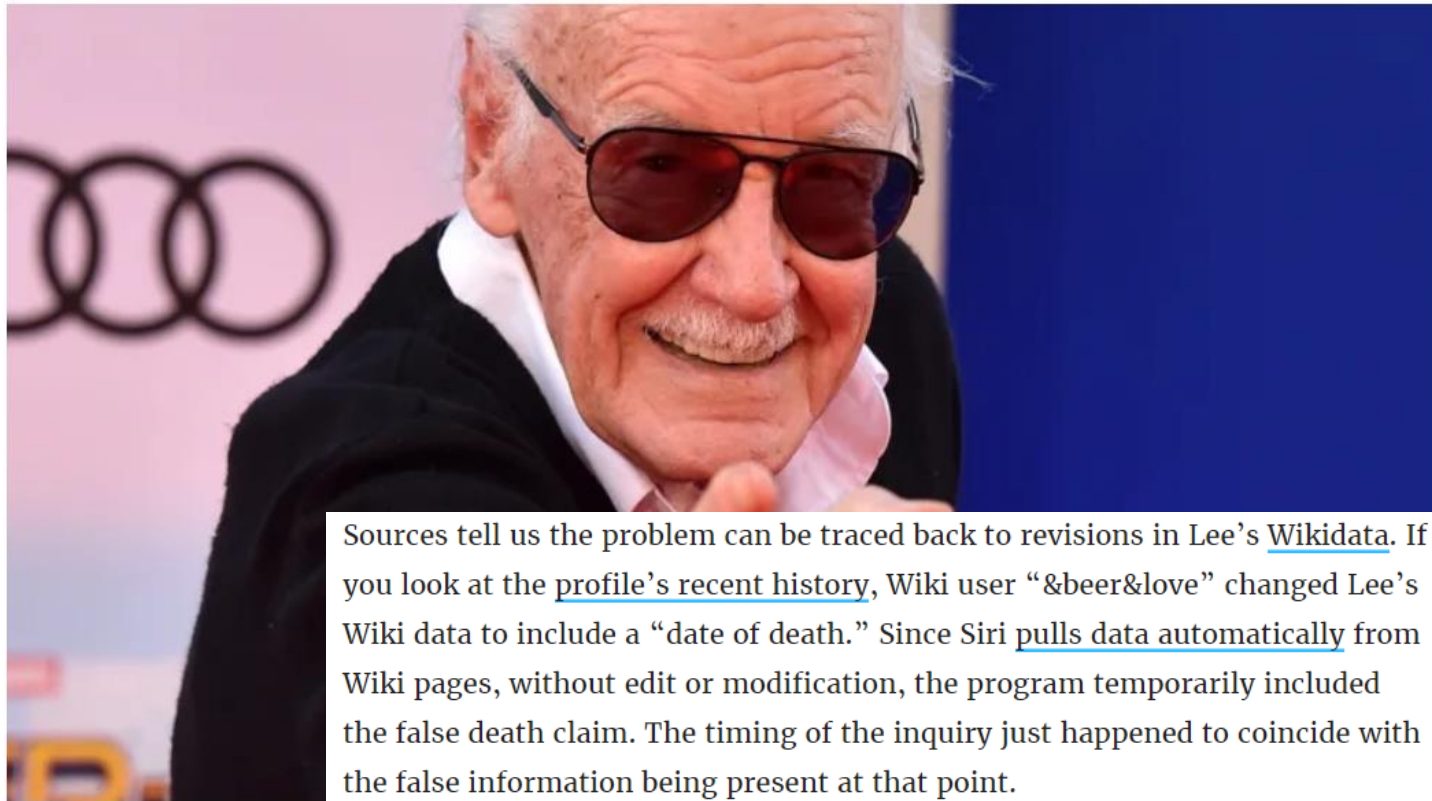 Sources tell us the problem can be traced back to revisions in Lee’s Wikidata. If
you look at the profile’s recent history, Wiki user “&beer&love” changed Lee’s
Wiki data to include a “date of death.” Since Siri pulls data automatically from
Wiki pages, without edit or modification, the program temporarily included
the false death claim. The timing of the inquiry just happened to coincide with
the false information being present at that point.